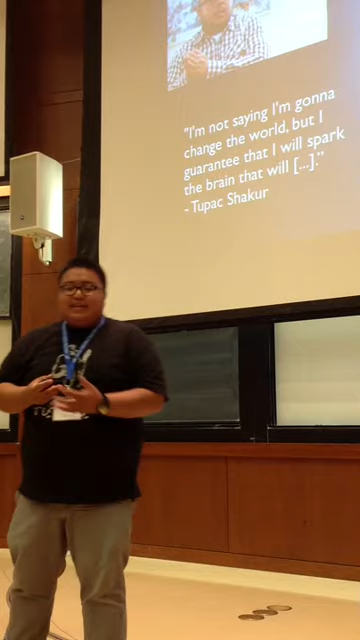 "I'm not saying I'm gonna
change the world, but I
guarantee that I will spark
the brain that will [...]."
- Tupac Shakur